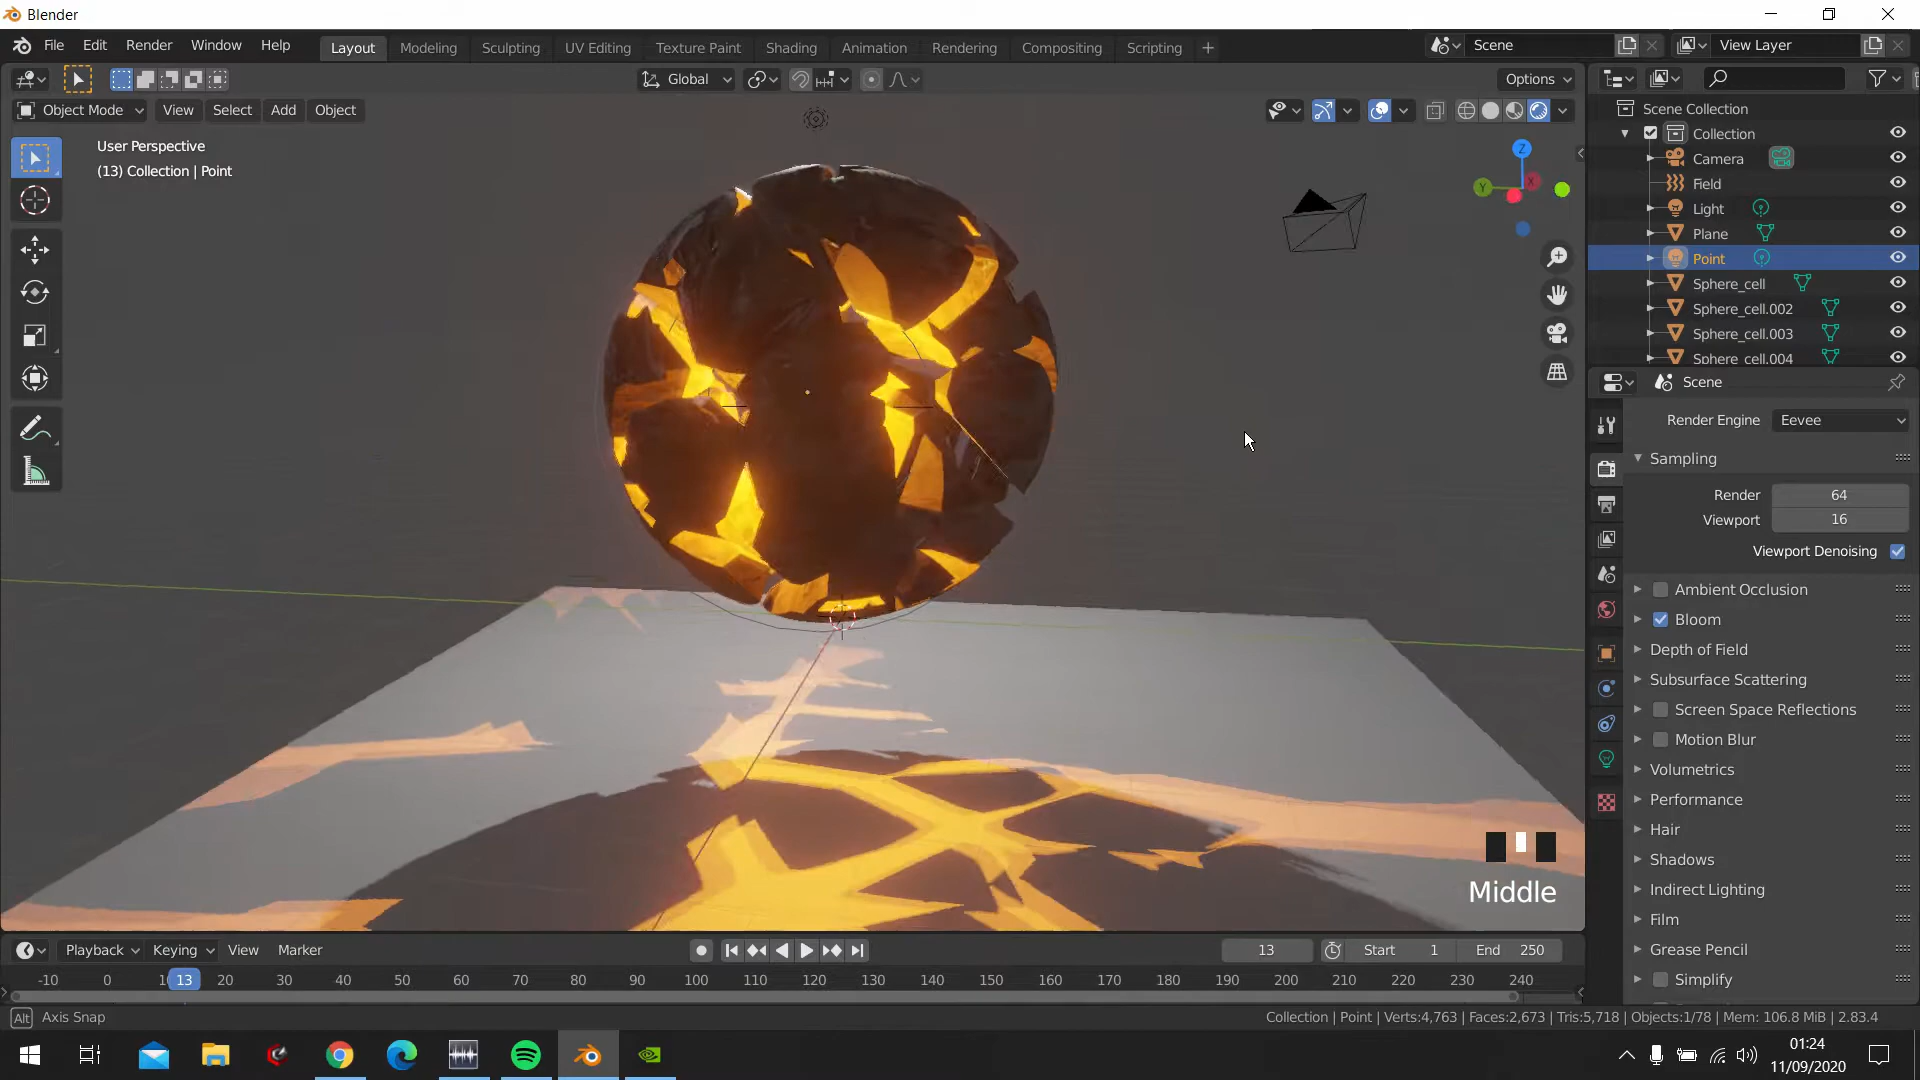 Blender
File Edit Render Window Help Layout Modeling Sculpting UV Editing Texture Paint Shading Animation Rendering Compositing Scripting + Scene View Layer
Global Options
Object Mode View Select Add Object
User Perspective
(13) Collection | Point
Z
Y
X
Scene Collection
Collection
Camera
Field
Light
Plane
Point
Sphere_cell
Sphere_cell.002
Sphere_cell.003
Sphere_cell.004
Scene
Render Engine Eevee
Sampling
Render 64
Viewport 16
Viewport Denoising
Ambient Occlusion
Bloom
Depth of Field
Subsurface Scattering
Screen Space Reflections
Motion Blur
Volumetrics
Performance
Hair
Shadows
Indirect Lighting
Film
Grease Pencil
Simplify
Middle
Playback Keying View Marker 13 Start 1 End 250
-10 0 1 13 20 30 40 50 60 70 80 90 100 110 120 130 140 150 160 170 180 190 200 210 220 230 240
Alt Axis Snap
Collection | Point | Verts:4,763 | Faces:2,673 | Tris:5,718 | Objects:1/78 | Mem: 106.8 MiB | 2.83.4
01:24
11/09/2020